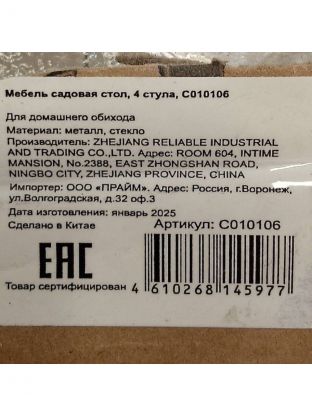 Мебель садовая стол, 4 стула, C010106
Для домашнего обихода
Материал: металл, стекло
Производитель: ZHEJIANG RELIABLE INDUSTRIAL
AND TRADING CO.,LTD. Адрес: ROOM 604, INTIME
MANSION, No.2388, EAST ZHONGSHAN ROAD,
NINGBO CITY, ZHEJIANG PROVINCE, CHINA
Импортер: ООО «ПРАЙМ». Адрес: Россия, г.Воронеж,
ул.Волгоградская, д.32 оф.3
Дата изготовления: январь 2025
Сделано в Китае
Артикул: C010106
EAC
Товар сертифицирован
4 610268 145977